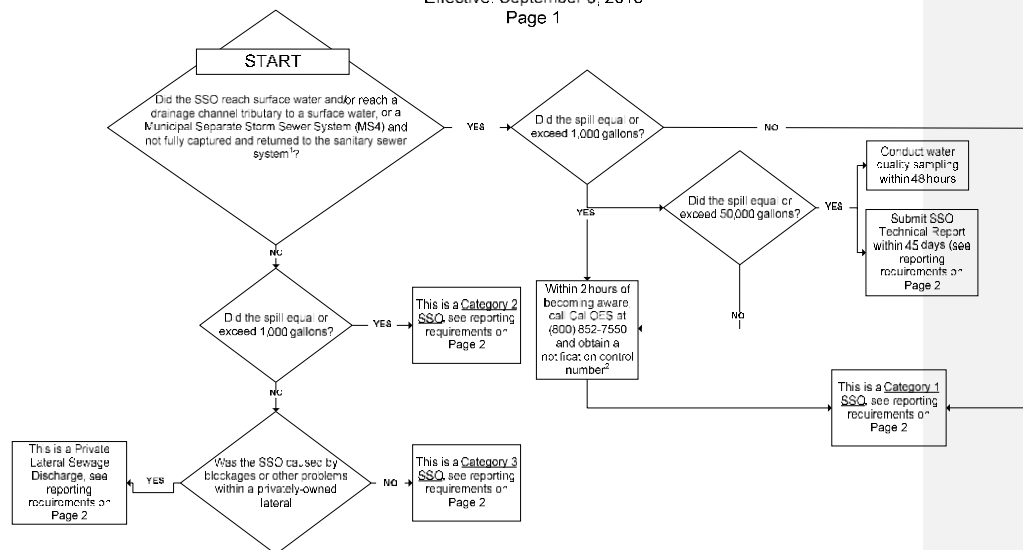 Effective: September 9, 2013
Page 1
START
Did the SSO reach surface water and/or reach a
drainage channel tributary to a surface water, or a
Municipal Separate Storm Sewer System (MS4) and
not fully captured and returned to the sanitary sewer
system¹?
YES
Did the spill equal or
exceed 1,000 gallons?
NO
Conduct water
quality sampling
within 48 hours
Did the spill equal or
exceed 50,000 gallons?
YES
YES
Submit SSO
Technical Report
within 45 days (see
reporting
requirements on
Page 2
NO
NO
Within 2 hours of
becoming aware
call Cal OES at
(800) 852-7550
and obtain a
notification control
number²
Did the spill equal or
exceed 1,000 gallons?
YES
This is a Category 2
SSO, see reporting
requirements on
Page 2
NO
This is a Category 1
SSO, see reporting
requirements on
Page 2
This is a Private
Lateral Sewage
Discharge, see
reporting
requirements on
Page 2
YES
Was the SSO caused by
blockages or other problems
within a privately-owned
lateral
NO
This is a Category 3
SSO, see reporting
requirements on
Page 2